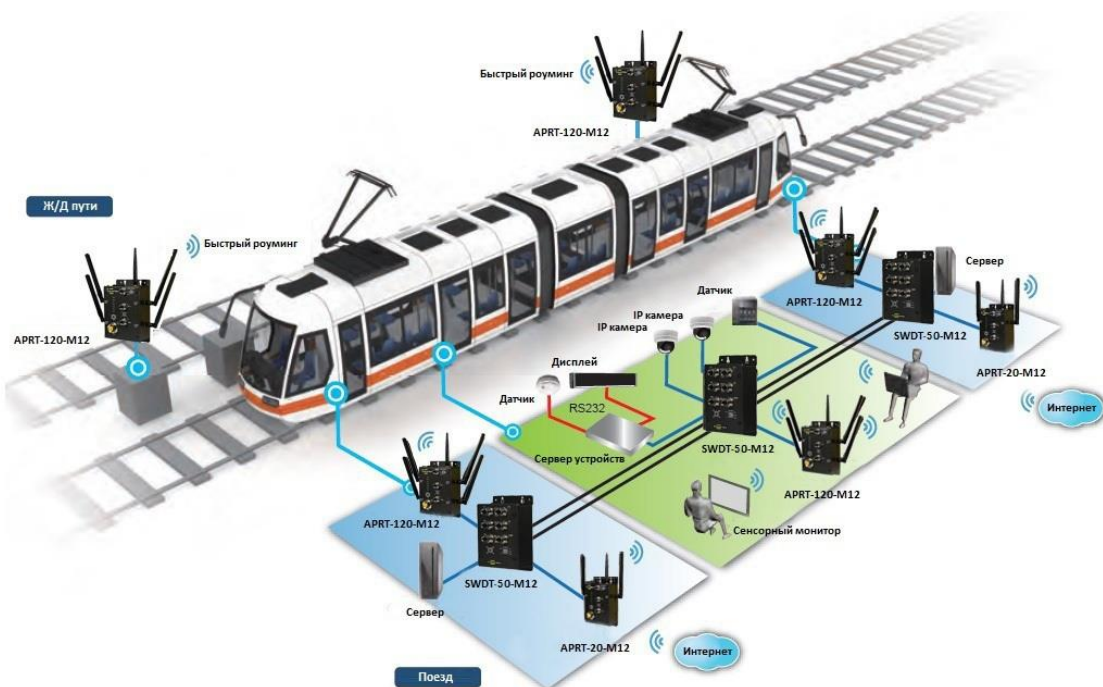 Быстрый роуминг
APRT-120-M12
Ж/Д пути
Быстрый роуминг
APRT-120-M12
Сервер
APRT-120-M12
SWDT-50-M12
APRT-20-M12
Интернет
Датчик
IP камера
IP камера
Дисплей
Датчик
RS232
Сервер устройств
SWDT-50-M12
APRT-120-M12
Сенсорный монитор
APRT-120-M12
SWDT-50-M12
Сервер
APRT-20-M12
Интернет
Поезд